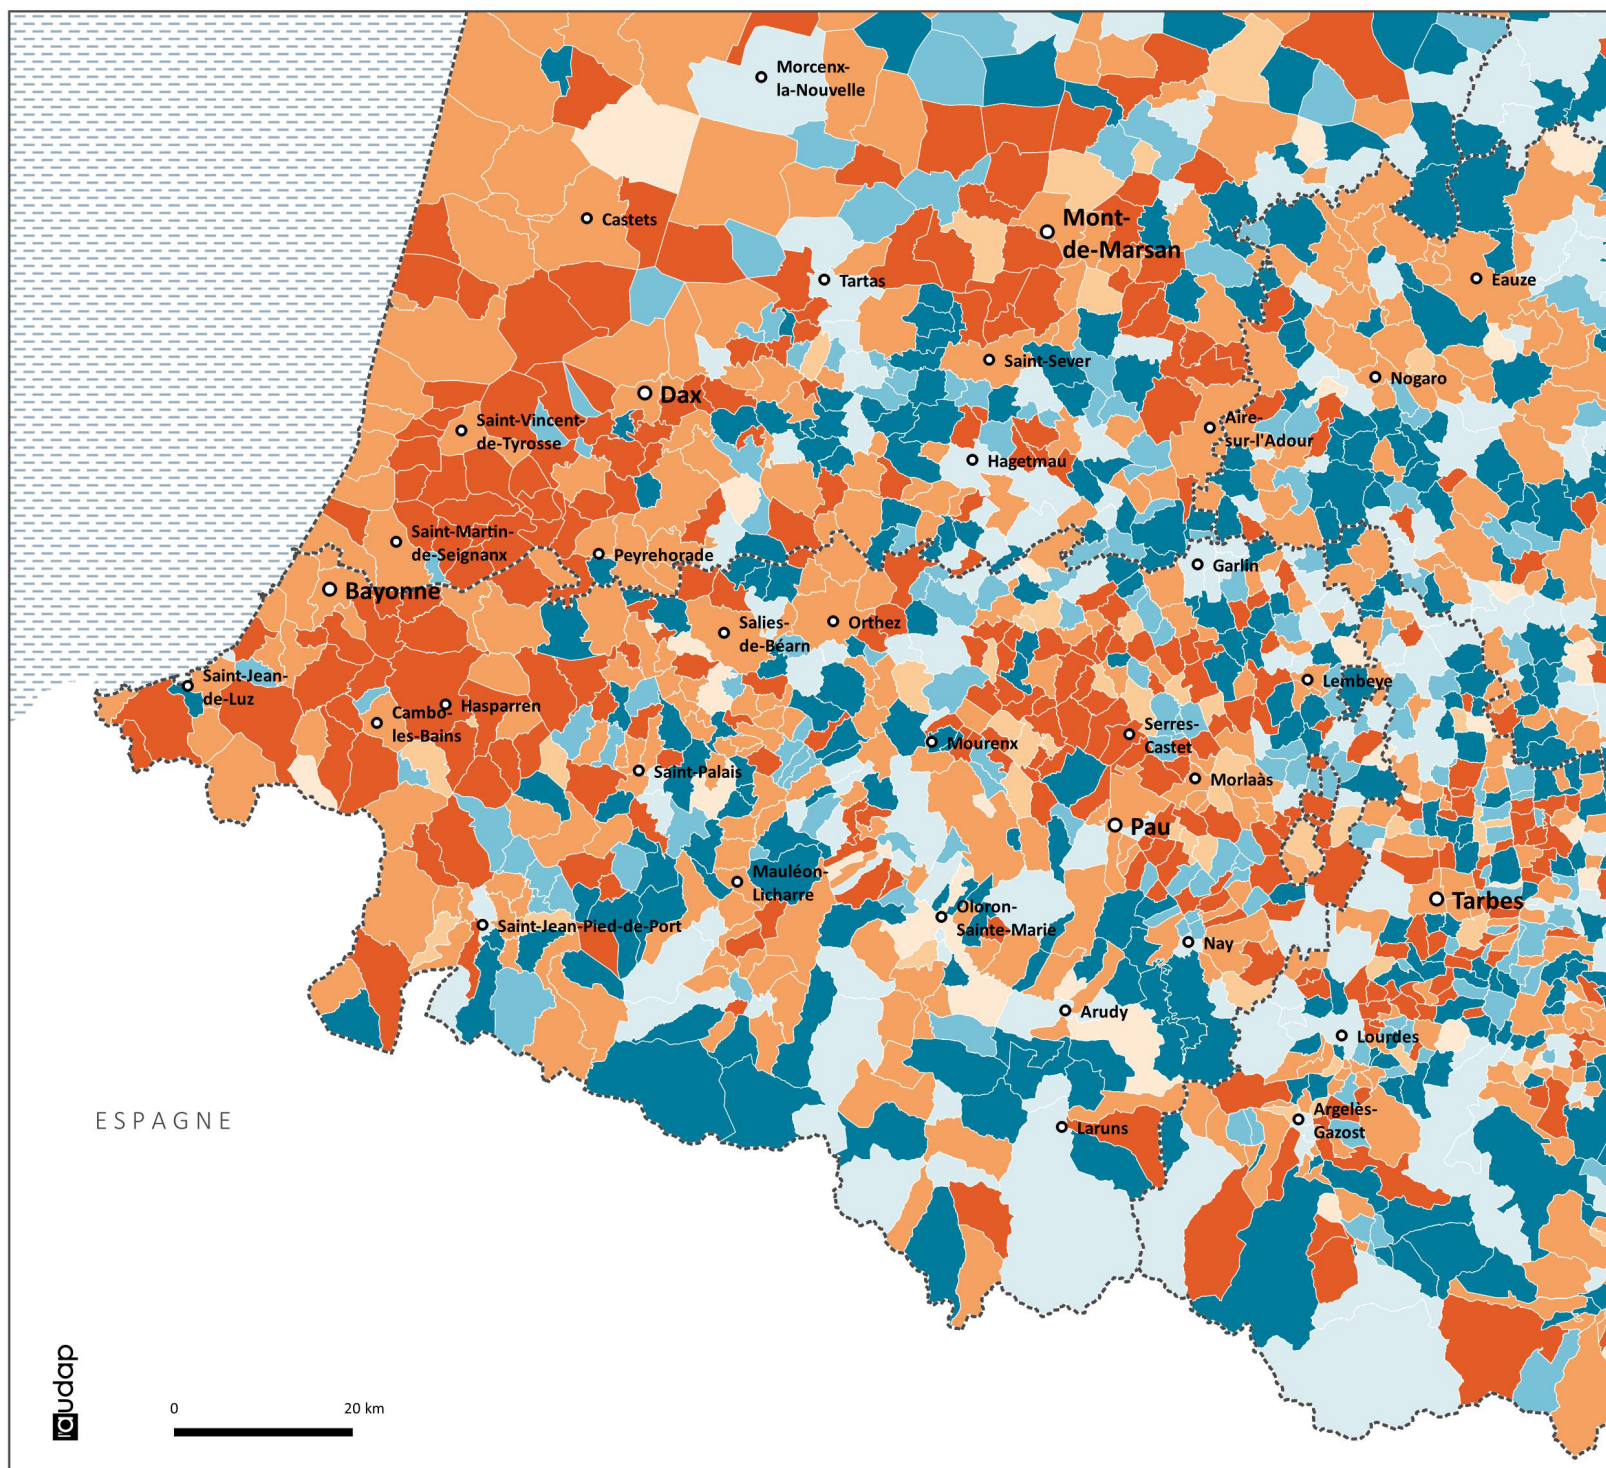 Morcenx-
la-Nouvelle
Castets
Mont-
de-Marsan
Tartas
Eauze
Saint-Sever
Nogaro
Dax
Saint-Vincent-
de-Tyrosse
Aire-
sur-l'Adour
Hagetmau
Saint-Martin-
de-Seignanx
Peyrehorade
Garlin
Bayonne
Salies-
de-Béarn
Orthez
Saint-Jean-
de-Luz
Lembeye
Cambo-
les-Bains
Hasparren
Serres-
Castet
Mourenx
Saint-Palais
Morlaàs
Pau
Mauléon-
Licharre
Tarbes
Oloron-
Sainte-Marie
Saint-Jean-Pied-de-Port
Nay
Arudy
Lourdes
ESPAGNE
Argelès-
Gazost
Laruns
l'audap
0 20 km